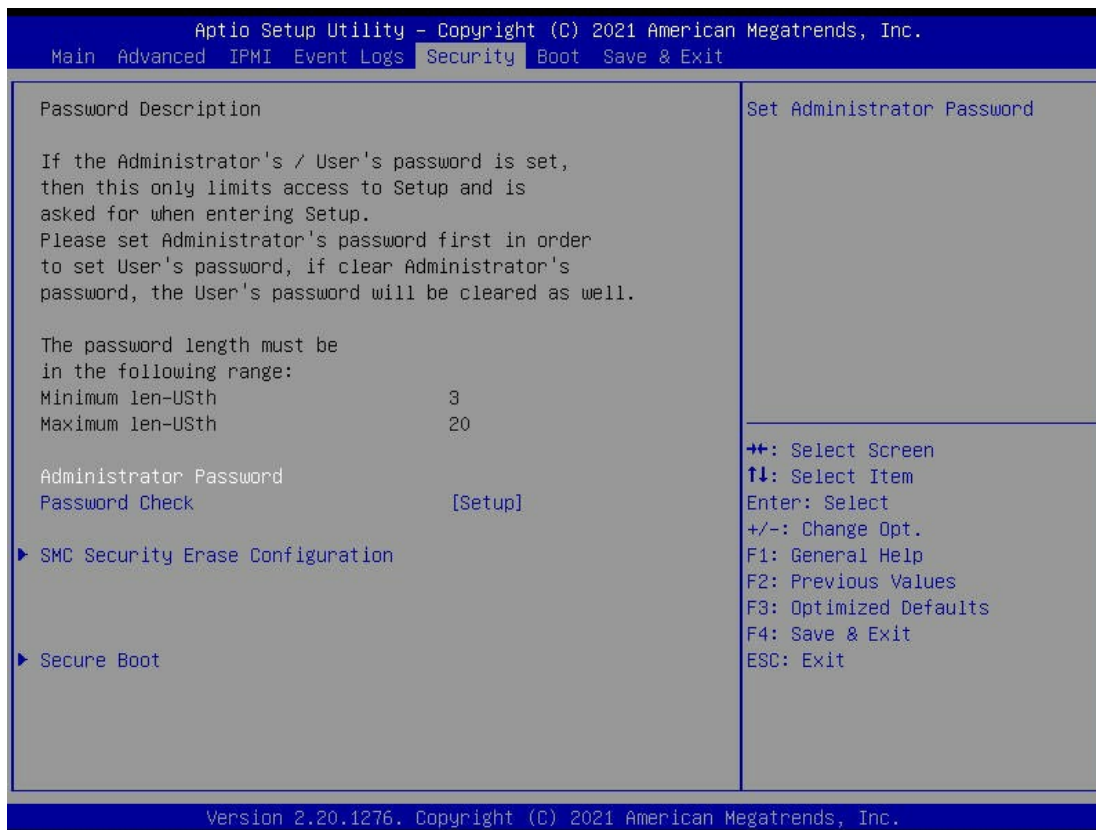 Aptio Setup Utility – Copyright (C) 2021 American Megatrends, Inc.
Main Advanced IPMI Event Logs Security Boot Save & Exit
Password Description
If the Administrator's / User's password is set,
then this only limits access to Setup and is
asked for when entering Setup.
Please set Administrator's password first in order
to set User's password, if clear Administrator's
password, the User's password will be cleared as well.
The password length must be
in the following range:
Minimum len-USth 3
Maximum len-USth 20
Administrator Password
Password Check [Setup]
▶ SMC Security Erase Configuration
▶ Secure Boot
Set Administrator Password
→←: Select Screen
↑↓: Select Item
Enter: Select
+/-: Change Opt.
F1: General Help
F2: Previous Values
F3: Optimized Defaults
F4: Save & Exit
ESC: Exit
Version 2.20.1276. Copyright (C) 2021 American Megatrends, Inc.